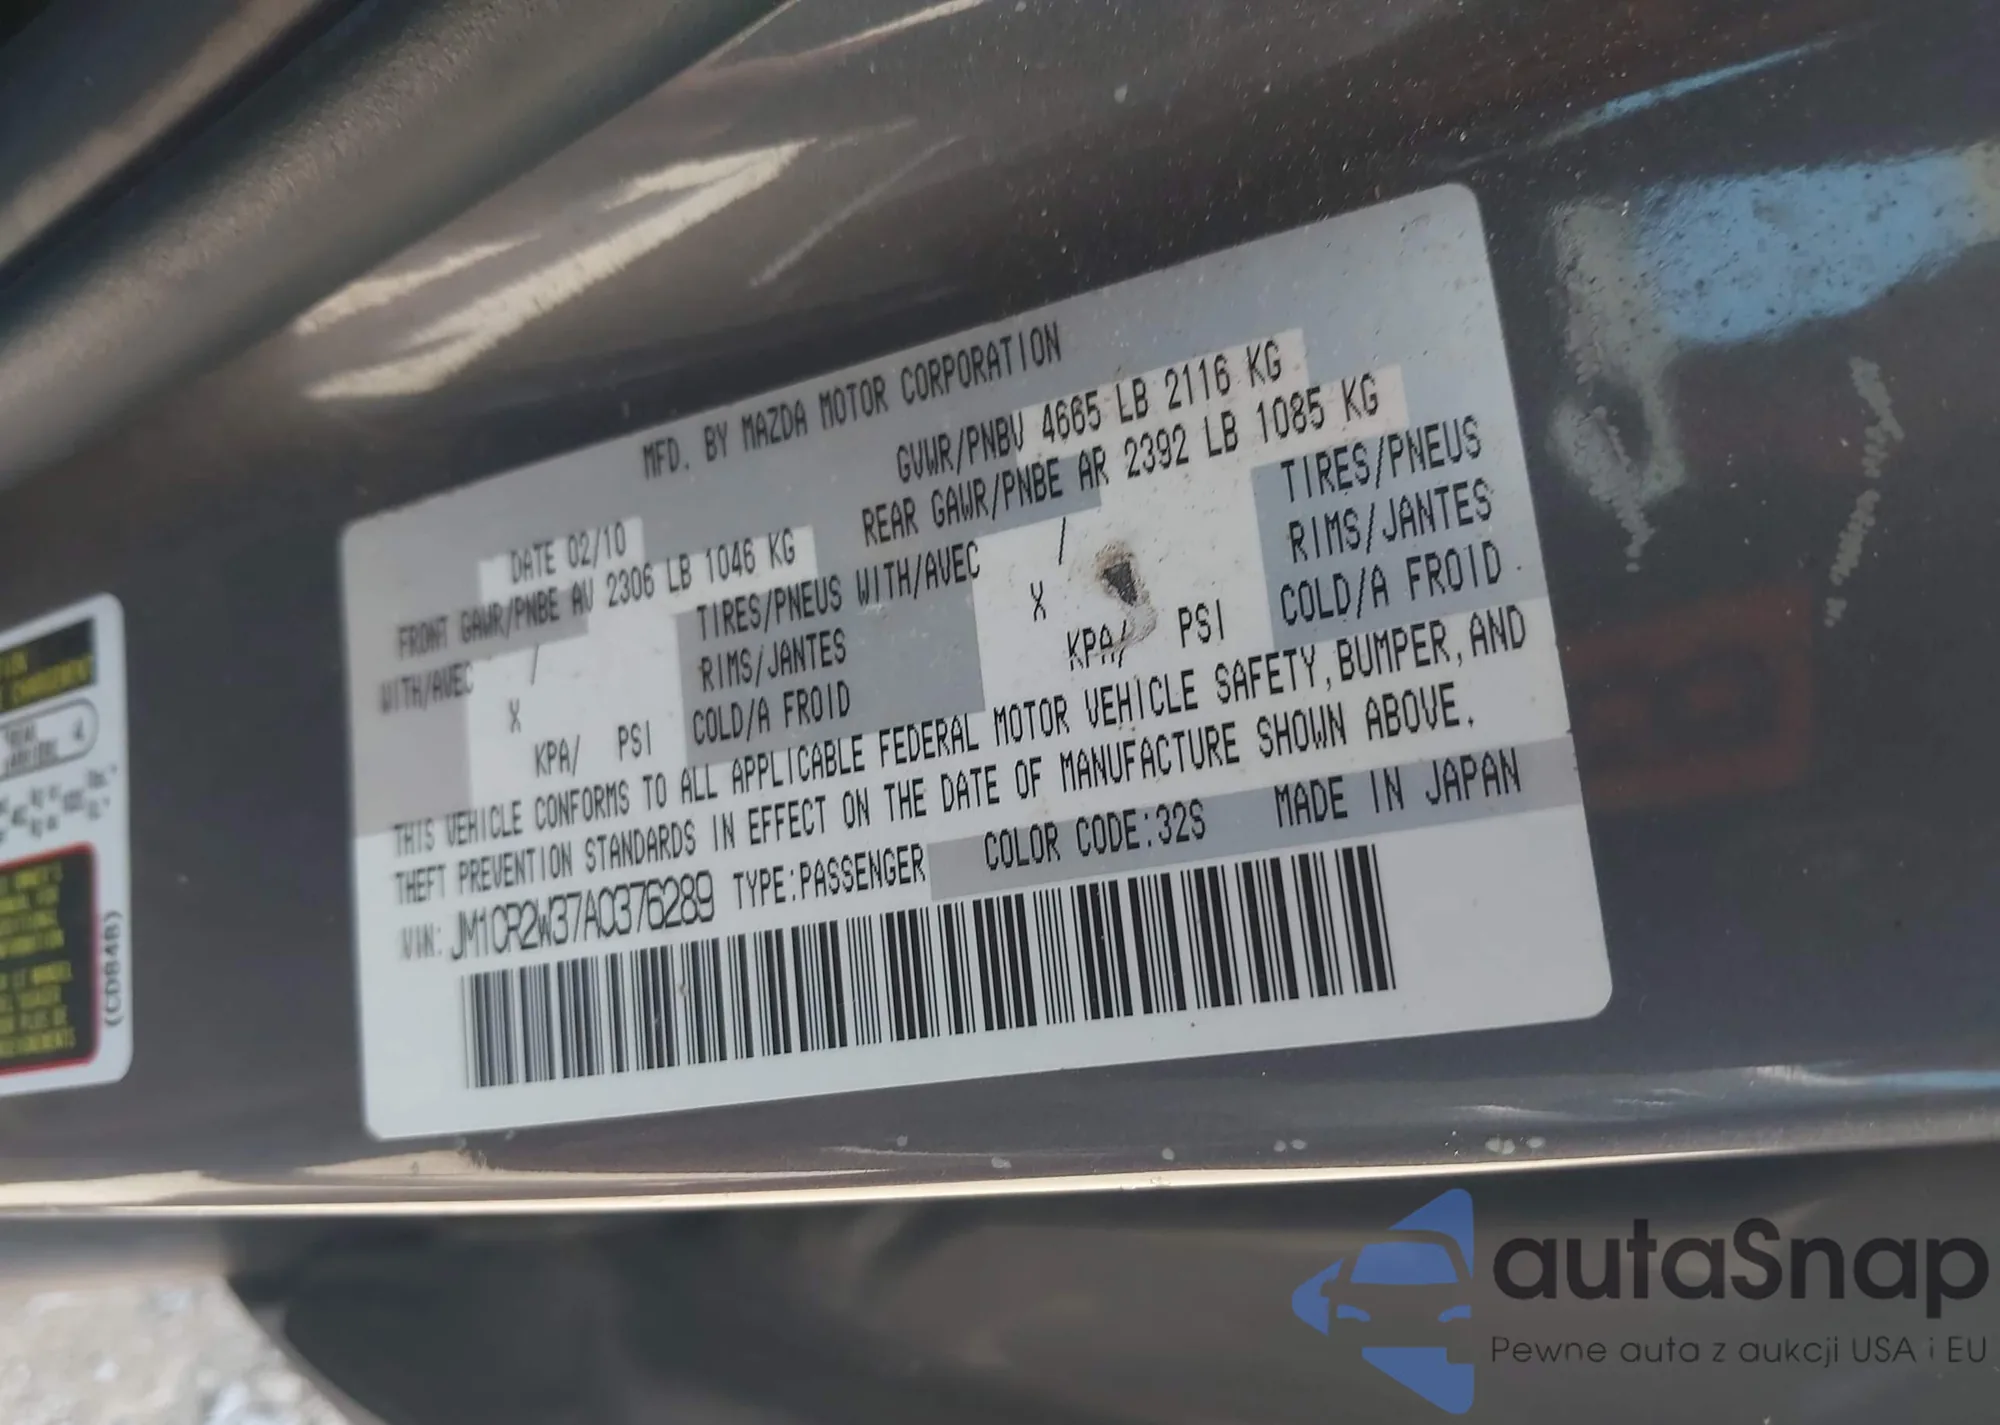 MFD. BY MAZDA MOTOR CORPORATION
DATE 02/10
GVWR/PNBV 4665 LB 2116 KG
FRONT GAWR/PNBE AV 2306 LB 1046 KG
REAR GAWR/PNBE AR 2392 LB 1085 KG
WITH/AVEC / TIRES/PNEUS WITH/AVEC / TIRES/PNEUS
X RIMS/JANTES X RIMS/JANTES
KPA/ PSI COLD/A FROID KPA/ PSI COLD/A FROID
THIS VEHICLE CONFORMS TO ALL APPLICABLE FEDERAL MOTOR VEHICLE SAFETY, BUMPER, AND
THEFT PREVENTION STANDARDS IN EFFECT ON THE DATE OF MANUFACTURE SHOWN ABOVE.
VIN: JM1CR2W37A0376289 TYPE:PASSENGER COLOR CODE:32S MADE IN JAPAN
(CD84B)
autaSnap
Pewne auta z aukcji USA i EU